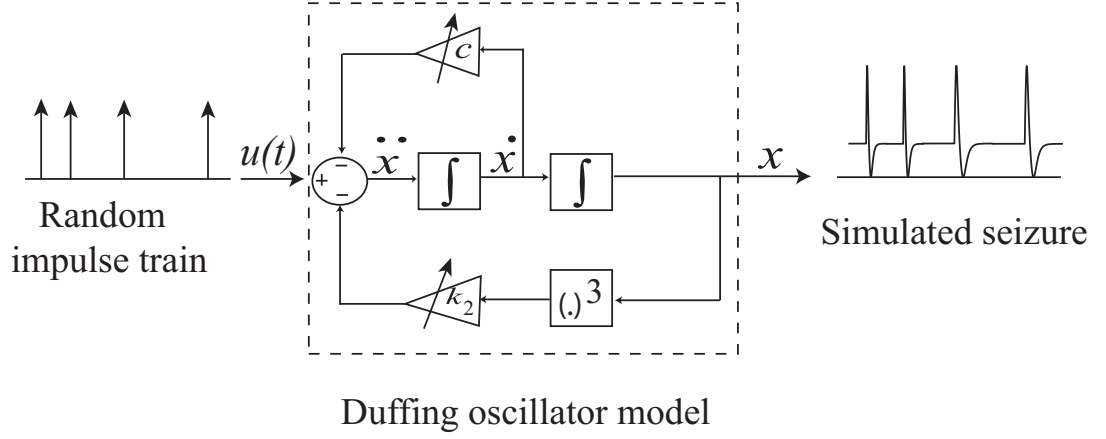 c
u(t)
+
−
−
ẍ
∫
ẋ
∫
x
Random
impulse train
Simulated seizure
k₂
(.)³
Duffing oscillator model